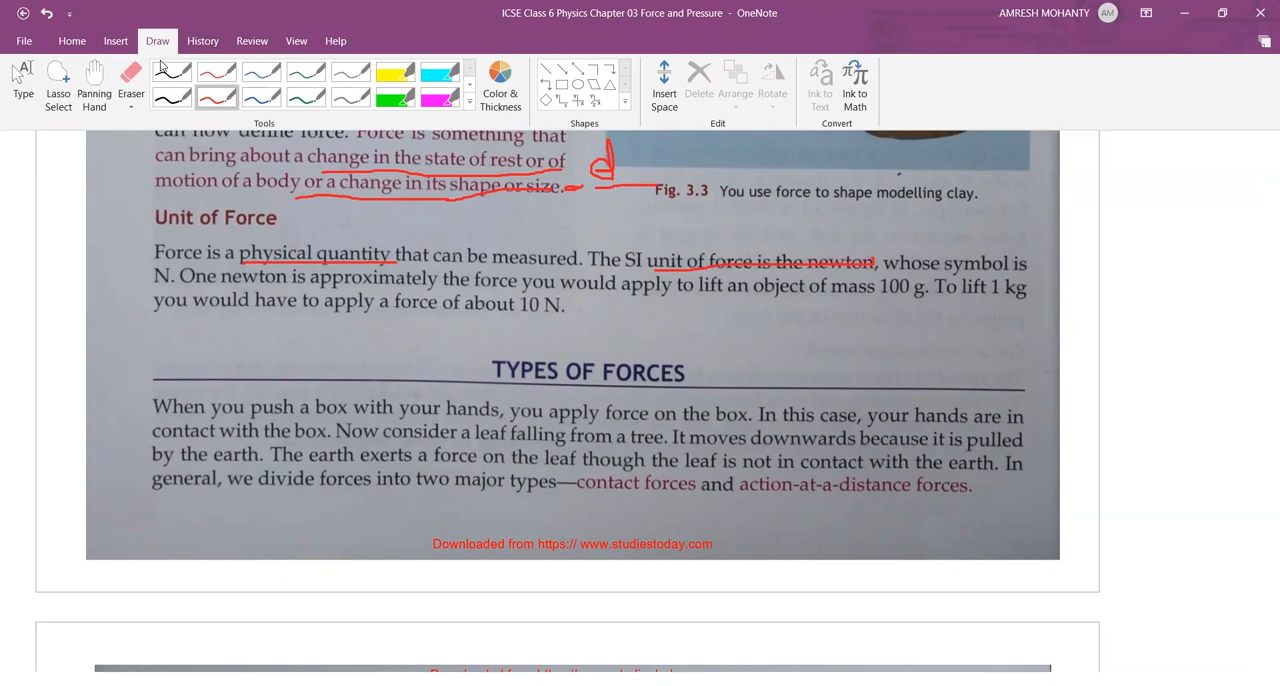 ICSE Class 6 Physics Chapter 03 Force and Pressure - OneNote
AMRESH MOHANTY
AM
File Home Insert Draw History Review View Help
Type
Lasso Select
Panning Hand
Eraser
Color & Thickness
Insert Space
Delete
Arrange
Rotate
Ink to Text
Ink to Math
Tools
Shapes
Edit
Convert
can now define force. Force is something that
can bring about a change in the state of rest or of
motion of a body or a change in its shape or size.
d
Fig. 3.3 You use force to shape modelling clay.
Unit of Force
Force is a physical quantity that can be measured. The SI unit of force is the newton, whose symbol is
N. One newton is approximately the force you would apply to lift an object of mass 100 g. To lift 1 kg
you would have to apply a force of about 10 N.
TYPES OF FORCES
When you push a box with your hands, you apply force on the box. In this case, your hands are in
contact with the box. Now consider a leaf falling from a tree. It moves downwards because it is pulled
by the earth. The earth exerts a force on the leaf though the leaf is not in contact with the earth. In
general, we divide forces into two major types—contact forces and action-at-a-distance forces.
Downloaded from https:// www.studiestoday.com